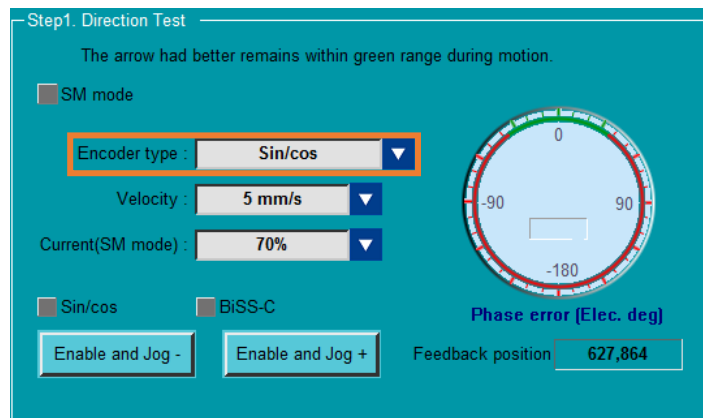 Step1. Direction Test
The arrow had better remains within green range during motion.
SM mode
Encoder type : Sin/cos
Velocity : 5 mm/s
Current(SM mode) : 70%
0
-90 90
-180
Phase error (Elec. deg)
Sin/cos BiSS-C
Enable and Jog - Enable and Jog + Feedback position 627,864